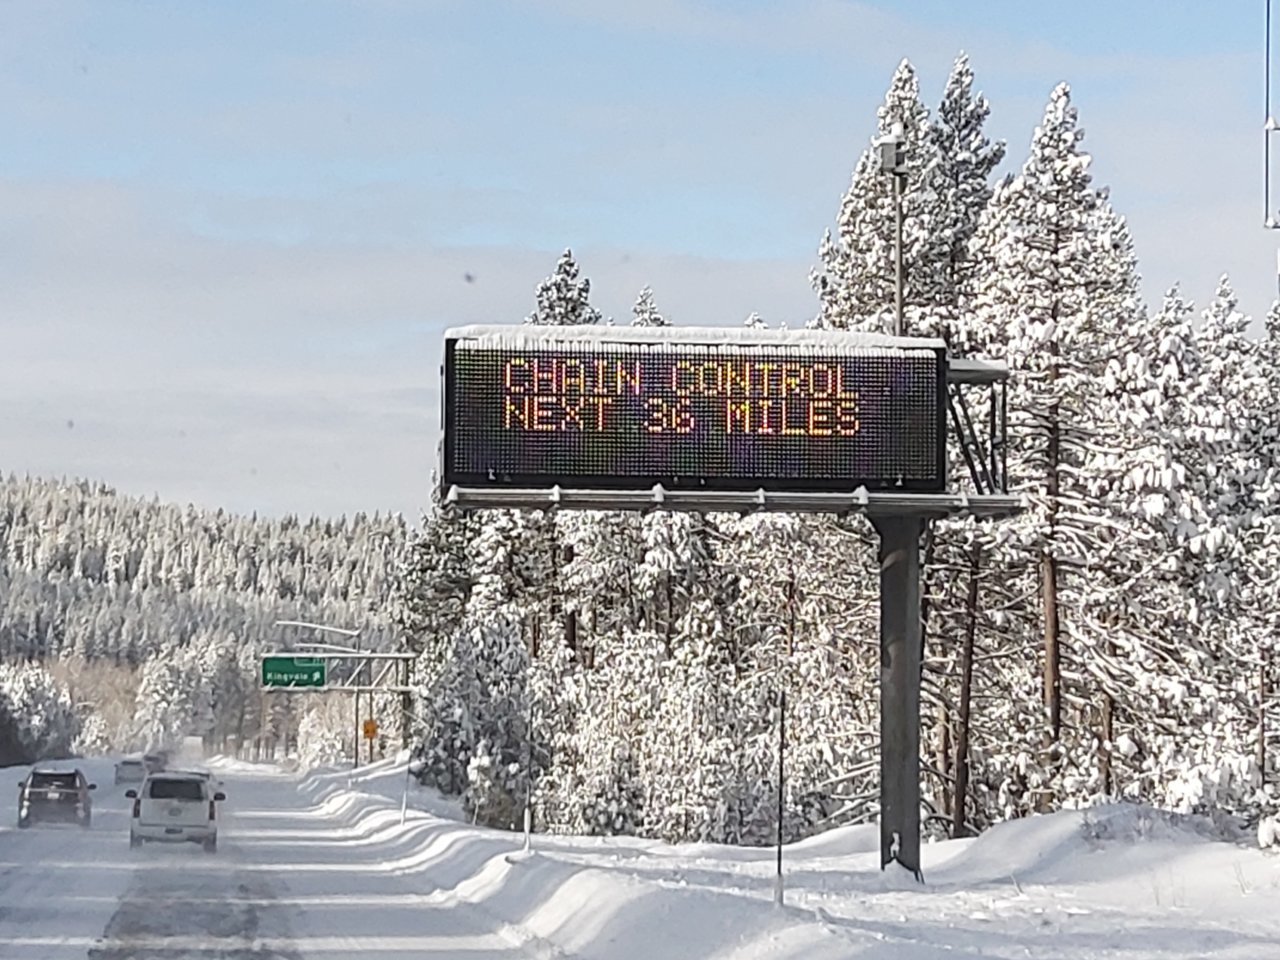 CHAIN CONTROL
NEXT 36 MILES
Kingvale